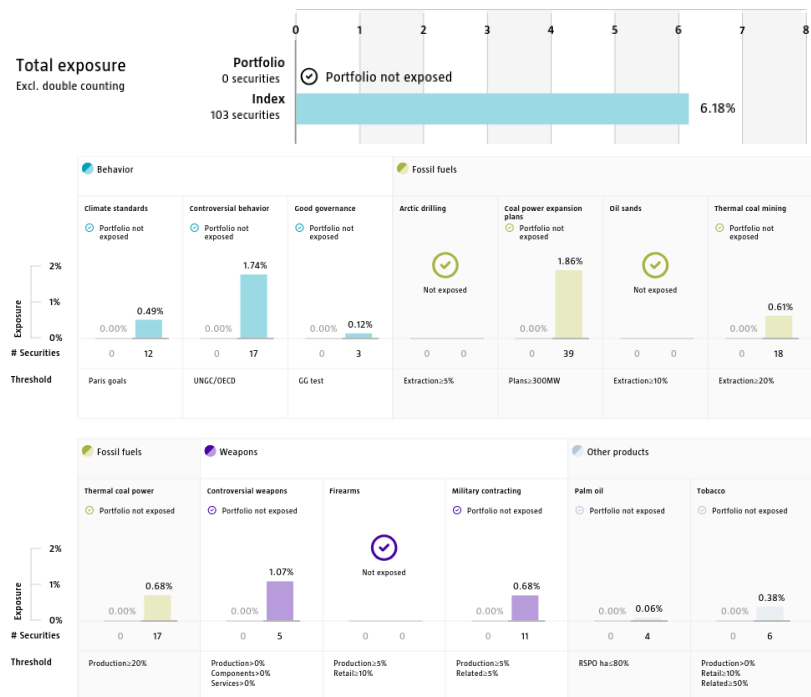 0 1 2 3 4 5 6 7 8
Total exposure
Excl. double counting
Portfolio
0 securities
Portfolio not exposed
Index
103 securities
6.18%
Behavior
Fossil fuels
Climate standards
Controversial behavior
Good governance
Arctic drilling
Coal power expansion
plans
Oil sands
Thermal coal mining
Portfolio not
exposed
Portfolio not
exposed
Portfolio not
exposed
Portfolio not
exposed
Portfolio not
exposed
Not exposed
Not exposed
Exposure
2%
1%
0%
0.00% 0.49%
0.00% 1.74%
0.00% 0.12%
0.00% 1.86%
0.00% 0.61%
# Securities 0 12 0 17 0 3 0 0 0 39 0 0 0 18
Threshold Paris goals UNGC/OECD GG test Extraction≥5% Plans≥300MW Extraction≥10% Extraction≥20%
Fossil fuels
Weapons
Other products
Thermal coal power
Controversial weapons
Firearms
Military contracting
Palm oil
Tobacco
Portfolio not exposed
Portfolio not exposed
Portfolio not exposed
Portfolio not exposed
Portfolio not exposed
Not exposed
Exposure
2%
1%
0%
0.00% 0.68%
0.00% 1.07%
0.00% 0.68%
0.00% 0.06%
0.00% 0.38%
# Securities 0 17 0 5 0 0 0 11 0 4 0 6
Threshold
Production≥20%
Production>0%
Components>0%
Services>0%
Production≥5%
Retail≥10%
Production≥5%
Related≥5%
RSPO ha≤80%
Production>0%
Retail≥10%
Related≥50%